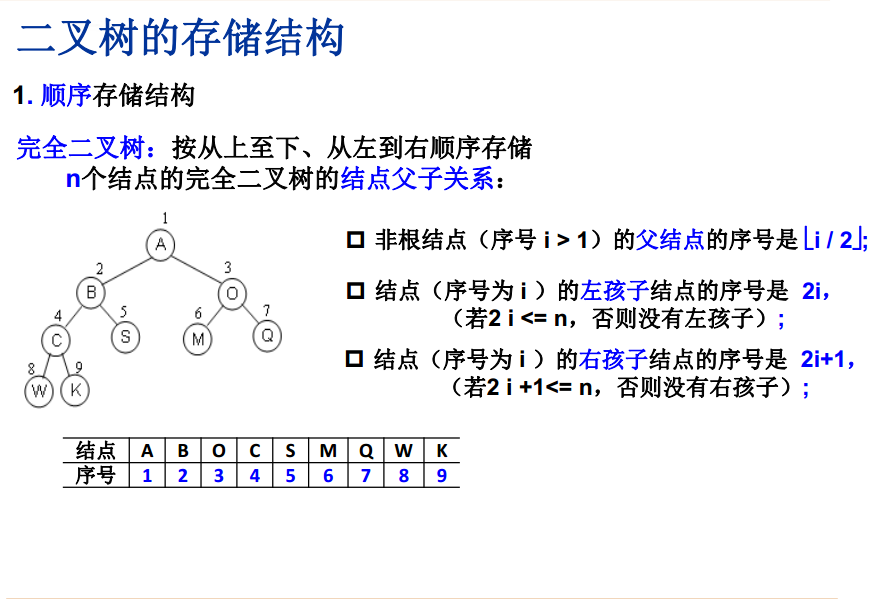 二叉树的存储结构
1. 顺序存储结构
完全二叉树：按从上至下、从左到右顺序存储
n个结点的完全二叉树的结点父子关系：
1
A
2 3
B O
4 5 6 7
C S M Q
8 9
W K
非根结点（序号 i > 1）的父结点的序号是⌊i / 2⌋;
结点（序号为 i ）的左孩子结点的序号是 2i，
（若2 i <= n，否则没有左孩子）;
结点（序号为 i ）的右孩子结点的序号是 2i+1，
（若2 i +1<= n，否则没有右孩子）;
结点 A B O C S M Q W K
序号 1 2 3 4 5 6 7 8 9